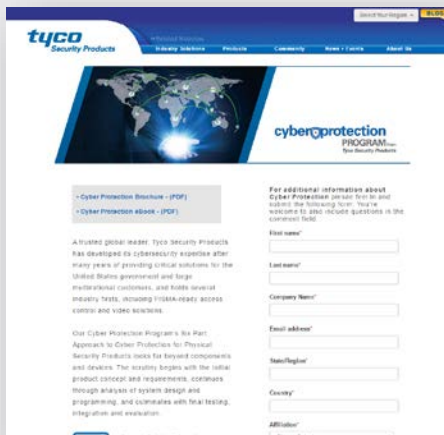 Select Your Region
BLOG
tyco
Security Products
Industry Solutions Products Community News + Events About Us
cyberprotection
PROGRAM from
Tyco Security Products
• Cyber Protection Brochure - (PDF)
• Cyber Protection eBook - (PDF)
A trusted global leader, Tyco Security Products
has developed its cybersecurity expertise after
many years of providing critical solutions for the
United States government and large
multinational customers, and holds several
industry firsts, including FISMA-ready access
control and video solutions.
Our Cyber Protection Program's Six Part
Approach to Cyber Protection for Physical
Security Products looks far beyond components
and devices. The scrutiny begins with the initial
product concept and requirements, continues
through analysis of system design and
programming, and culminates with final testing,
integration and evaluation.
For additional information about
Cyber Protection please firm in and
submit the following form. You're
welcome to also include questions in the
comment field.
First name*
Last name*
Company Name*
Email address*
State/Region*
Country*
Affiliation*